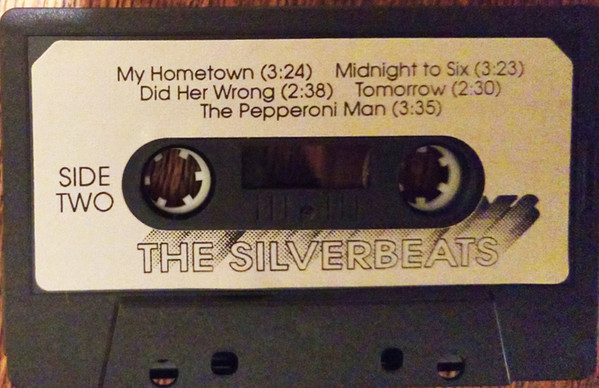 My Hometown (3:24) Midnight to Six (3:23)
Did Her Wrong (2:38) Tomorrow (2:30)
The Pepperoni Man (3:35)
SIDE
TWO
THE SILVERBEATS